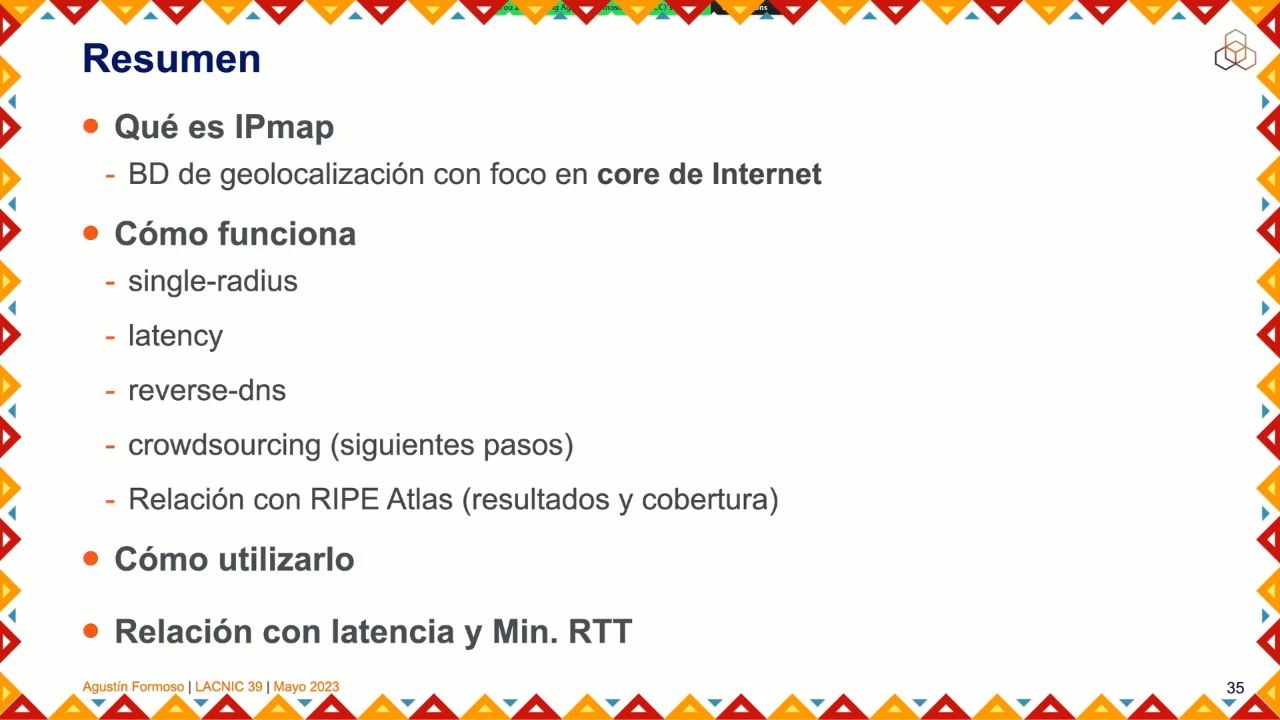 Resumen
Qué es IPmap
- BD de geolocalización con foco en core de Internet
Cómo funciona
- single-radius
- latency
- reverse-dns
- crowdsourcing (siguientes pasos)
- Relación con RIPE Atlas (resultados y cobertura)
Cómo utilizarlo
Relación con latencia y Min. RTT
Agustín Formoso | LACNIC 39 | Mayo 2023
35